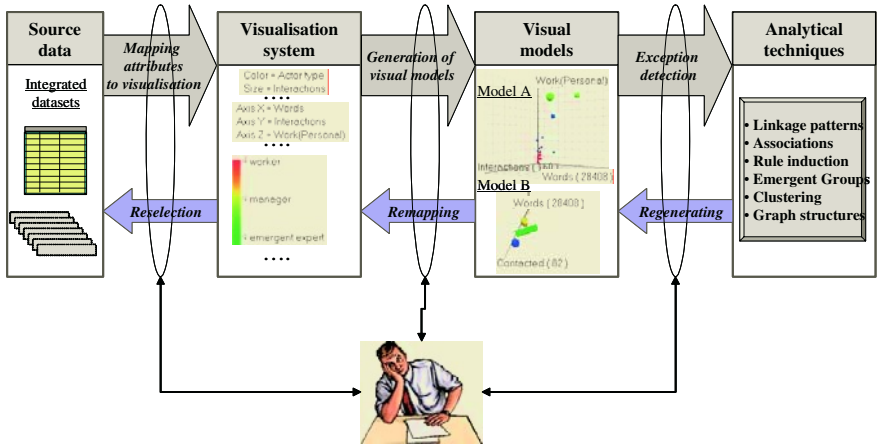 Source
data
Integrated
datasets
Mapping
attributes
to visualisation
Reselection
Visualisation
system
Color = Actor type
Size = Interactions
....
Axis X = Words
Axis Y = Interactions
Axis Z = Work(Personal)
....
worker
manager
emergent expert
....
Generation of
visual models
Remapping
Visual
models
Work(Personal)
Model A
Interactions (
Words (28408)
Model B
Words (28408)
Contacted (82)
Exception
detection
Regenerating
Analytical
techniques
• Linkage patterns
• Associations
• Rule induction
• Emergent Groups
• Clustering
• Graph structures